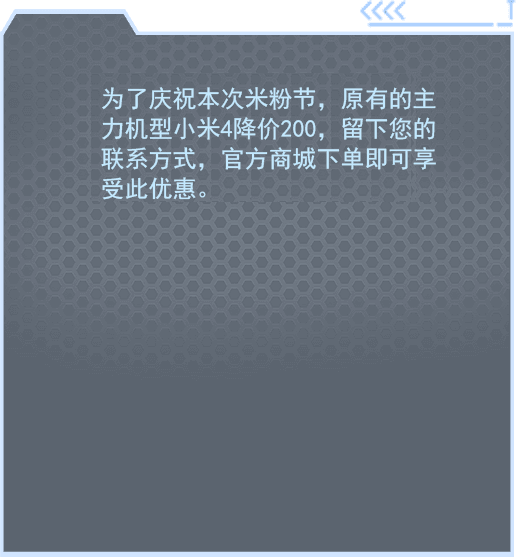 为了庆祝本次米粉节，原有的主
力机型小米4降价200，留下您的
联系方式，官方商城下单即可享
受此优惠。